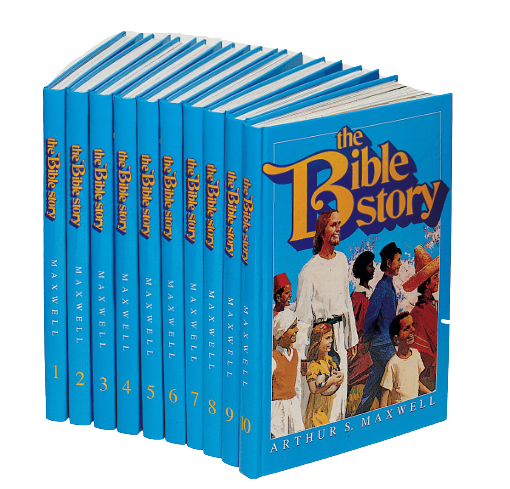 the Bible story
MAXWELL
1
the Bible story
MAXWELL
2
the Bible story
MAXWELL
3
the Bible story
MAXWELL
4
the Bible story
MAXWELL
5
the Bible story
MAXWELL
6
the Bible story
MAXWELL
7
the Bible story
MAXWELL
8
the Bible story
MAXWELL
9
the Bible story
MAXWELL
10
the
Bible
story
ARTHUR S. MAXWELL